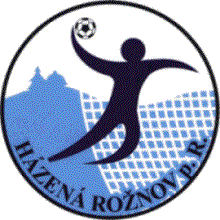 HÁZENÁ ROŽNOV p. R.